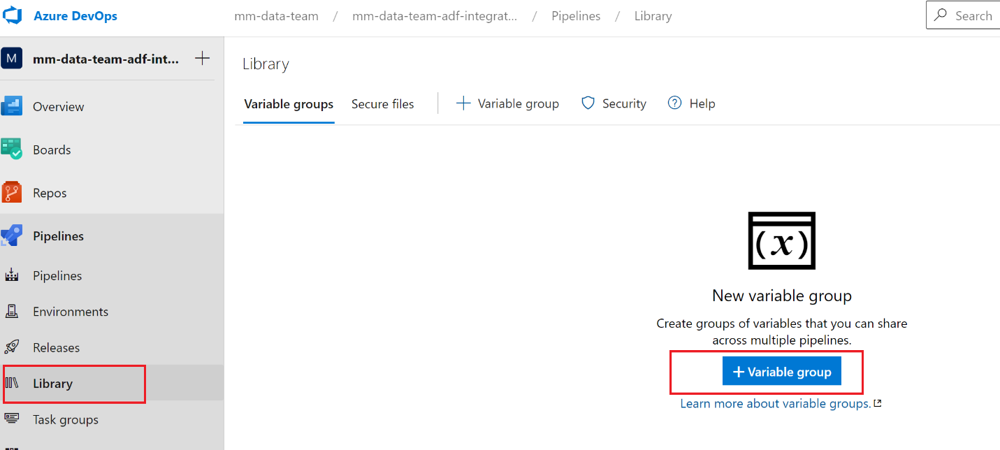 Azure DevOps
mm-data-team / mm-data-team-adf-integrat... / Pipelines / Library
Search
M mm-data-team-adf-int...
Overview
Boards
Repos
Pipelines
Pipelines
Environments
Releases
Library
Task groups
Library
Variable groups Secure files + Variable group Security ? Help
(x)
New variable group
Create groups of variables that you can share
across multiple pipelines.
+ Variable group
Learn more about variable groups.